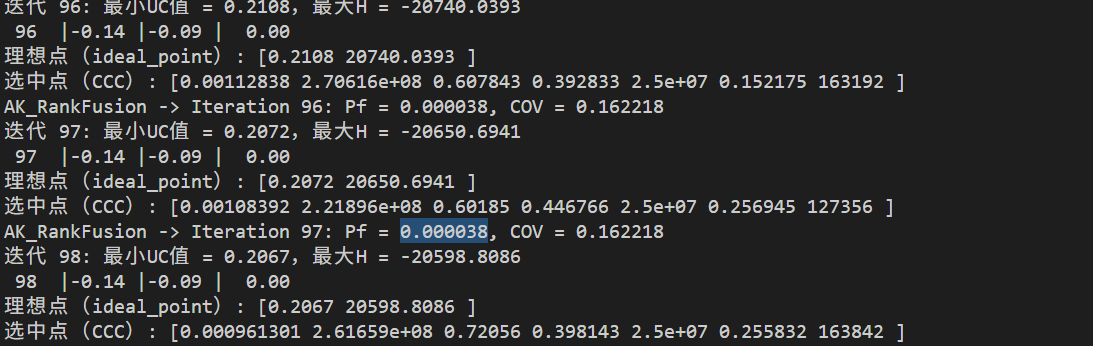 迭代 96: 最小UC值 = 0.2108，最大H = -20740.0393
96 |-0.14 |-0.09 | 0.00
理想点（ideal_point）: [0.2108 20740.0393 ]
选中点（CCC）: [0.00112838 2.70616e+08 0.607843 0.392833 2.5e+07 0.152175 163192 ]
AK_RankFusion -> Iteration 96: Pf = 0.000038, COV = 0.162218
迭代 97: 最小UC值 = 0.2072，最大H = -20650.6941
97 |-0.14 |-0.09 | 0.00
理想点（ideal_point）: [0.2072 20650.6941 ]
选中点（CCC）: [0.00108392 2.21896e+08 0.60185 0.446766 2.5e+07 0.256945 127356 ]
AK_RankFusion -> Iteration 97: Pf = 0.000038, COV = 0.162218
迭代 98: 最小UC值 = 0.2067，最大H = -20598.8086
98 |-0.14 |-0.09 | 0.00
理想点（ideal_point）: [0.2067 20598.8086 ]
选中点（CCC）: [0.000961301 2.61659e+08 0.72056 0.398143 2.5e+07 0.255832 163842 ]